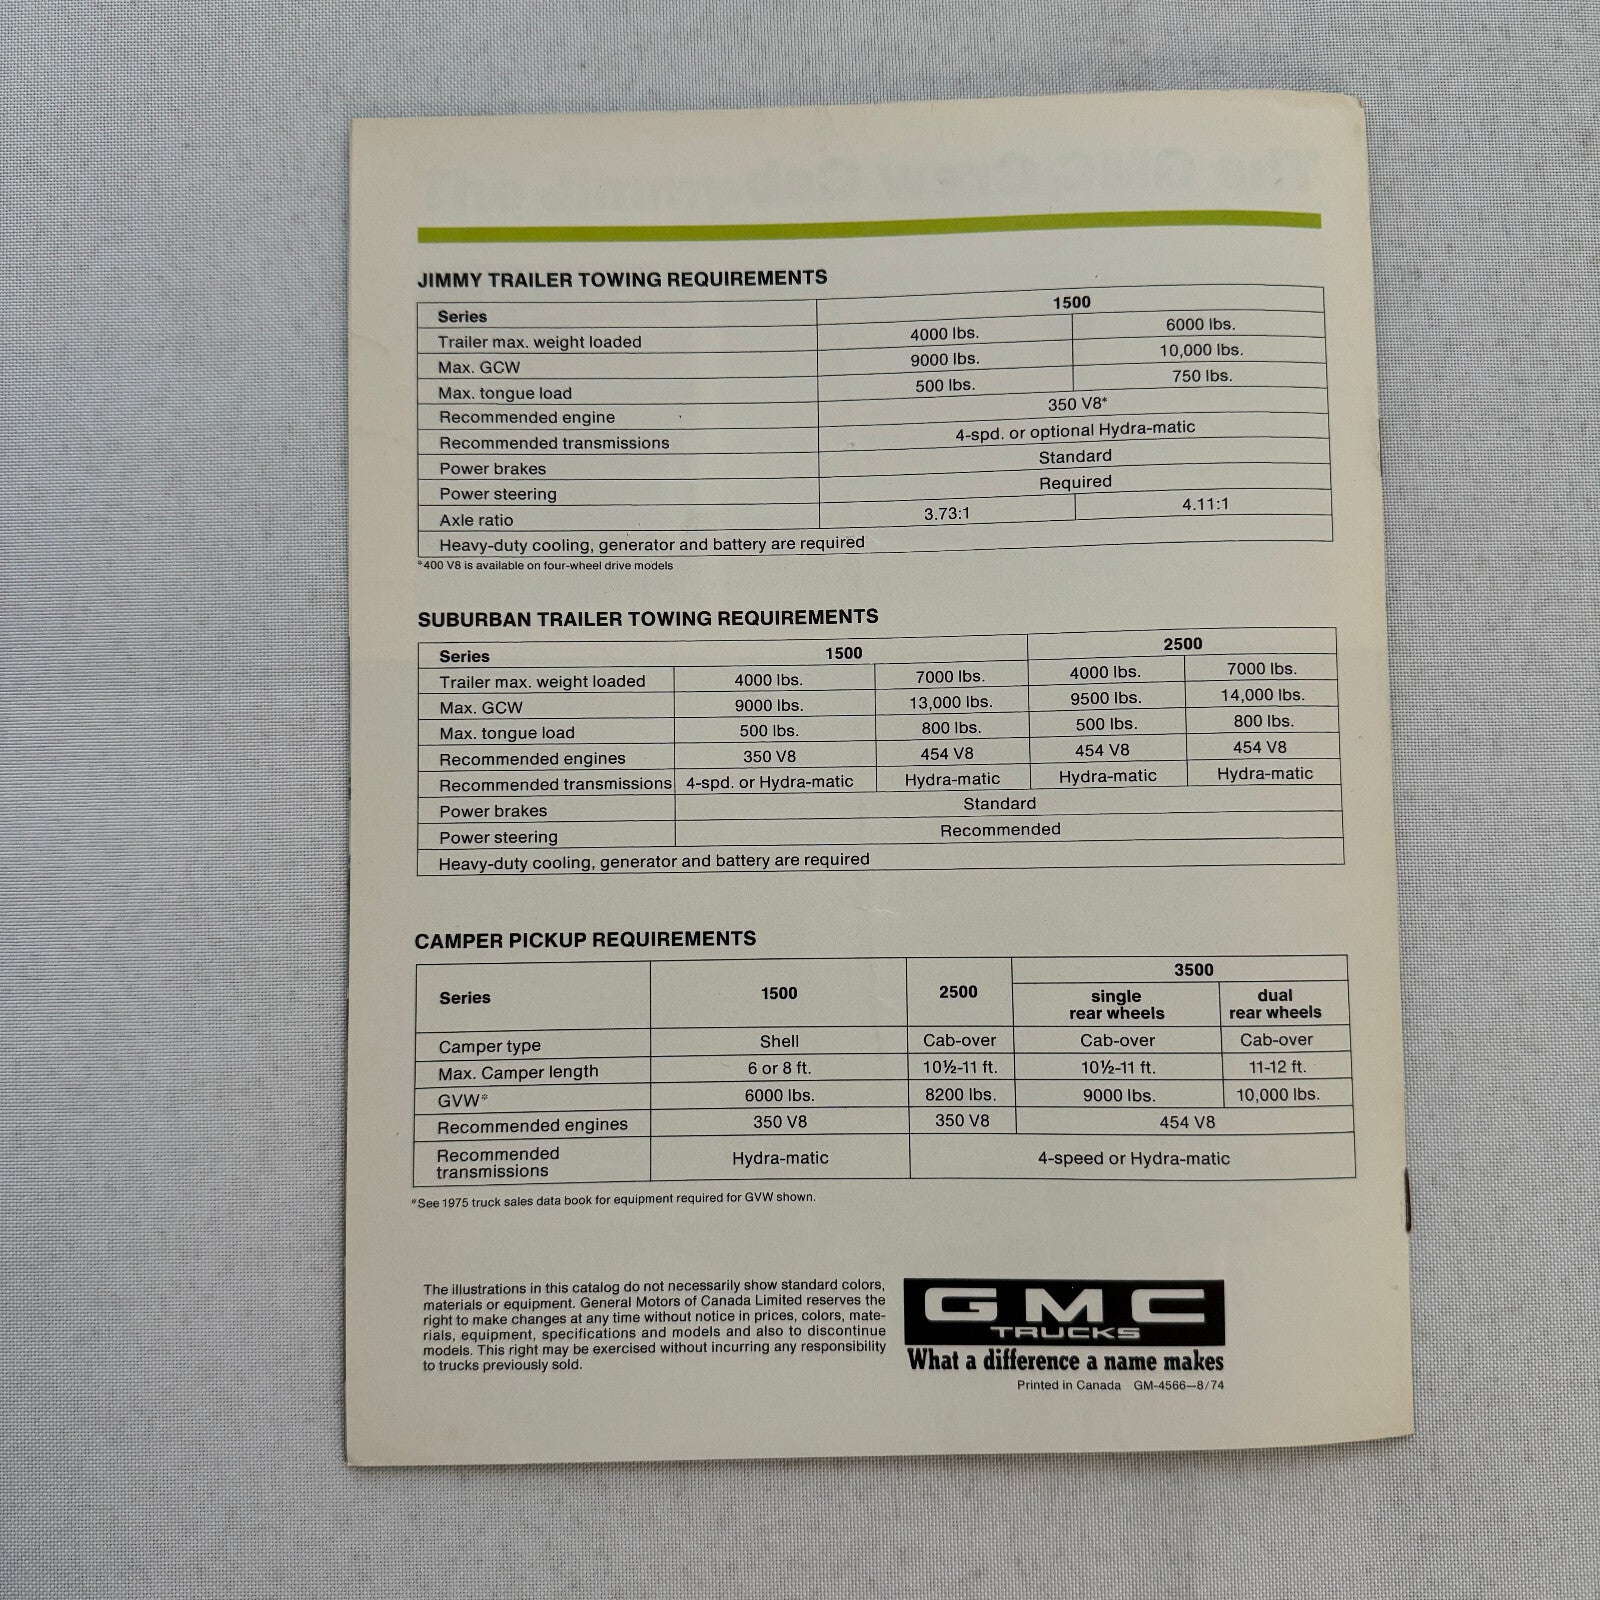 JIMMY TRAILER TOWING REQUIREMENTS
Series 1500
Trailer max. weight loaded 4000 lbs. 6000 lbs.
Max. GCW 9000 lbs. 10,000 lbs.
Max. tongue load 500 lbs. 750 lbs.
Recommended engine 350 V8*
Recommended transmissions 4-spd. or optional Hydra-matic
Power brakes Standard
Power steering Required
Axle ratio 3.73:1 4.11:1
Heavy-duty cooling, generator and battery are required
*400 V8 is available on four-wheel drive models
SUBURBAN TRAILER TOWING REQUIREMENTS
Series 1500 2500
Trailer max. weight loaded 4000 lbs. 7000 lbs. 4000 lbs. 7000 lbs.
Max. GCW 9000 lbs. 13,000 lbs. 9500 lbs. 14,000 lbs.
Max. tongue load 500 lbs. 800 lbs. 500 lbs. 800 lbs.
Recommended engines 350 V8 454 V8 454 V8 454 V8
Recommended transmissions 4-spd. or Hydra-matic Hydra-matic Hydra-matic Hydra-matic
Power brakes Standard
Power steering Recommended
Heavy-duty cooling, generator and battery are required
CAMPER PICKUP REQUIREMENTS
Series 1500 2500 3500
single rear wheels dual rear wheels
Camper type Shell Cab-over Cab-over Cab-over
Max. Camper length 6 or 8 ft. 10½-11 ft. 10½-11 ft. 11-12 ft.
GVW* 6000 lbs. 8200 lbs. 9000 lbs. 10,000 lbs.
Recommended engines 350 V8 350 V8 454 V8
Recommended transmissions Hydra-matic 4-speed or Hydra-matic
*See 1975 truck sales data book for equipment required for GVW shown.
The illustrations in this catalog do not necessarily show standard colors,
materials or equipment. General Motors of Canada Limited reserves the
right to make changes at any time without notice in prices, colors, mate-
rials, equipment, specifications and models and also to discontinue
models. This right may be exercised without incurring any responsibility
to trucks previously sold.
GMC
TRUCKS
What a difference a name makes
Printed in Canada GM-4566—8/74